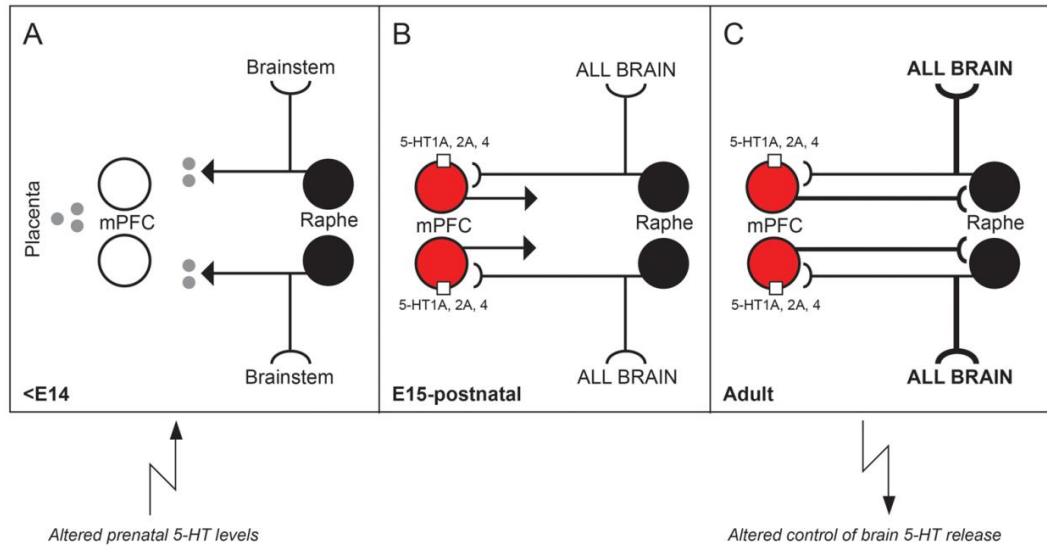 A
Brainstem
Placenta
mPFC
Raphe
Brainstem
<E14
B
ALL BRAIN
5-HT1A, 2A, 4
mPFC
Raphe
5-HT1A, 2A, 4
ALL BRAIN
E15-postnatal
C
ALL BRAIN
5-HT1A, 2A, 4
mPFC
Raphe
5-HT1A, 2A, 4
ALL BRAIN
Adult
Altered prenatal 5-HT levels
Altered control of brain 5-HT release